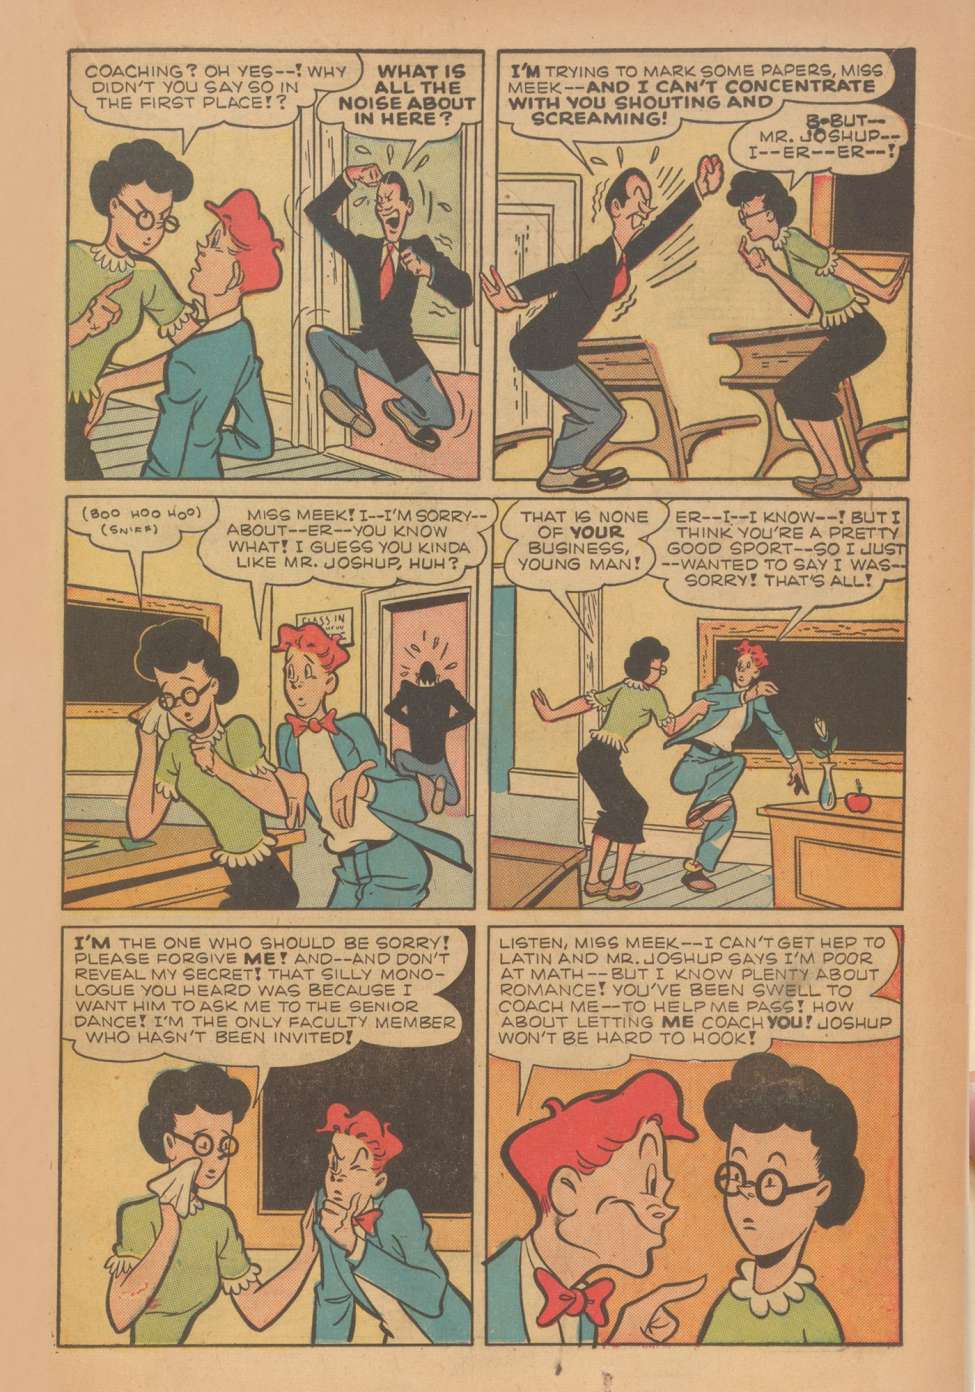 COACHING? OH YES--! WHY
DIDN'T YOU SAY SO IN
THE FIRST PLACE!?
WHAT IS
ALL THE
NOISE ABOUT
IN HERE?
I'M TRYING TO MARK SOME PAPERS, MISS
MEEK--AND I CAN'T CONCENTRATE
WITH YOU SHOUTING AND
SCREAMING!
B-BUT--
MR. JOSHUP--
I--ER--ER--!
(BOO HOO HOO)
(SNIFF)
MISS MEEK! I--I'M SORRY--
ABOUT--ER--YOU KNOW
WHAT! I GUESS YOU KINDA
LIKE MR. JOSHUP, HUH?
CLASS IN
THAT IS NONE
OF YOUR
BUSINESS,
YOUNG MAN!
ER--I--I KNOW--! BUT I
THINK YOU'RE A PRETTY
GOOD SPORT--SO I JUST
--WANTED TO SAY I WAS--
SORRY! THAT'S ALL!
I'M THE ONE WHO SHOULD BE SORRY!
PLEASE FORGIVE ME! AND--AND DON'T
REVEAL MY SECRET! THAT SILLY MONO-
LOGUE YOU HEARD WAS BECAUSE I
WANT HIM TO ASK ME TO THE SENIOR
DANCE! I'M THE ONLY FACULTY MEMBER
WHO HASN'T BEEN INVITED!
LISTEN, MISS MEEK--I CAN'T GET HEP TO
LATIN AND MR. JOSHUP SAYS I'M POOR
AT MATH--BUT I KNOW PLENTY ABOUT
ROMANCE! YOU'VE BEEN SWELL TO
COACH ME--TO HELP ME PASS! HOW
ABOUT LETTING ME COACH YOU! JOSHUP
WON'T BE HARD TO HOOK!